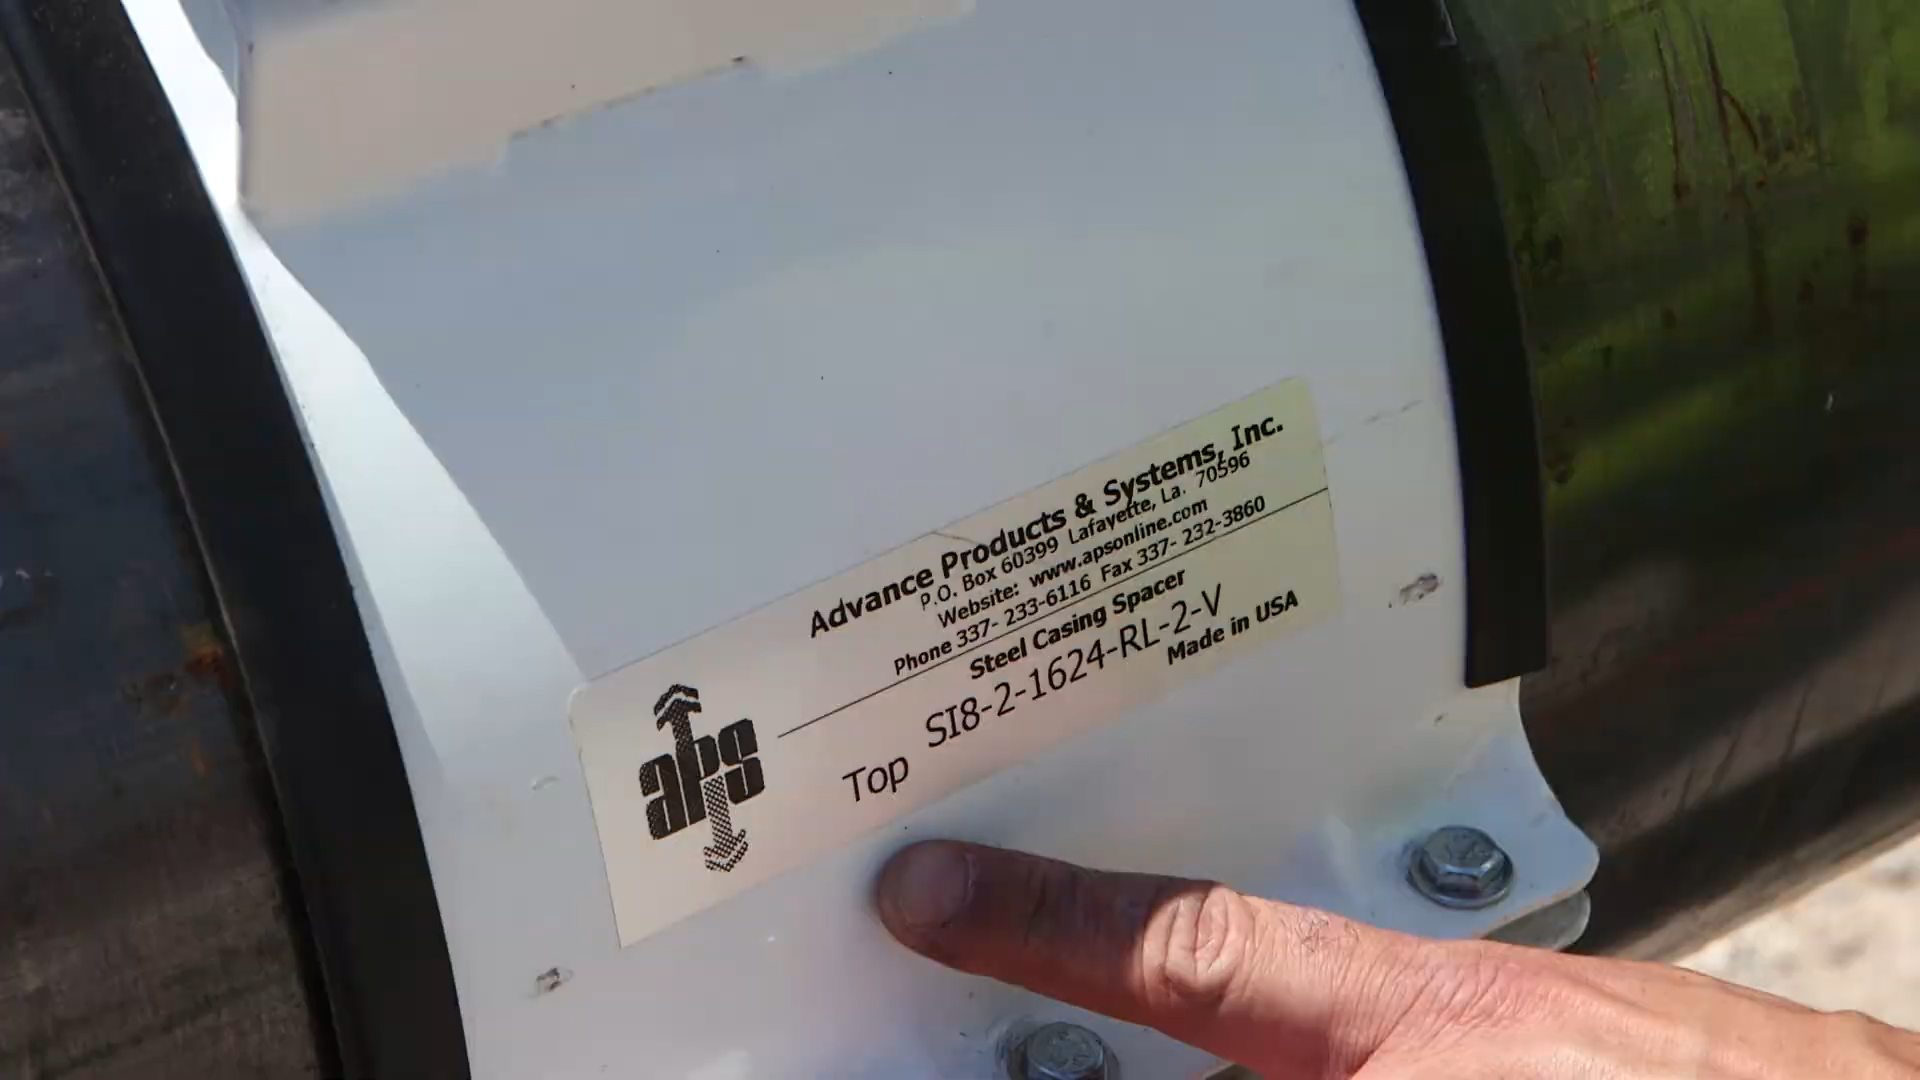 Advance Products & Systems, Inc.
P.O. Box 60399 Lafayette, La. 70596
Website: www.apsonline.com
Phone 337- 233-6116 Fax 337- 232-3860
Steel Casing Spacer
SI8-2-1624-RL-2-V
Made in USA
Top
aps